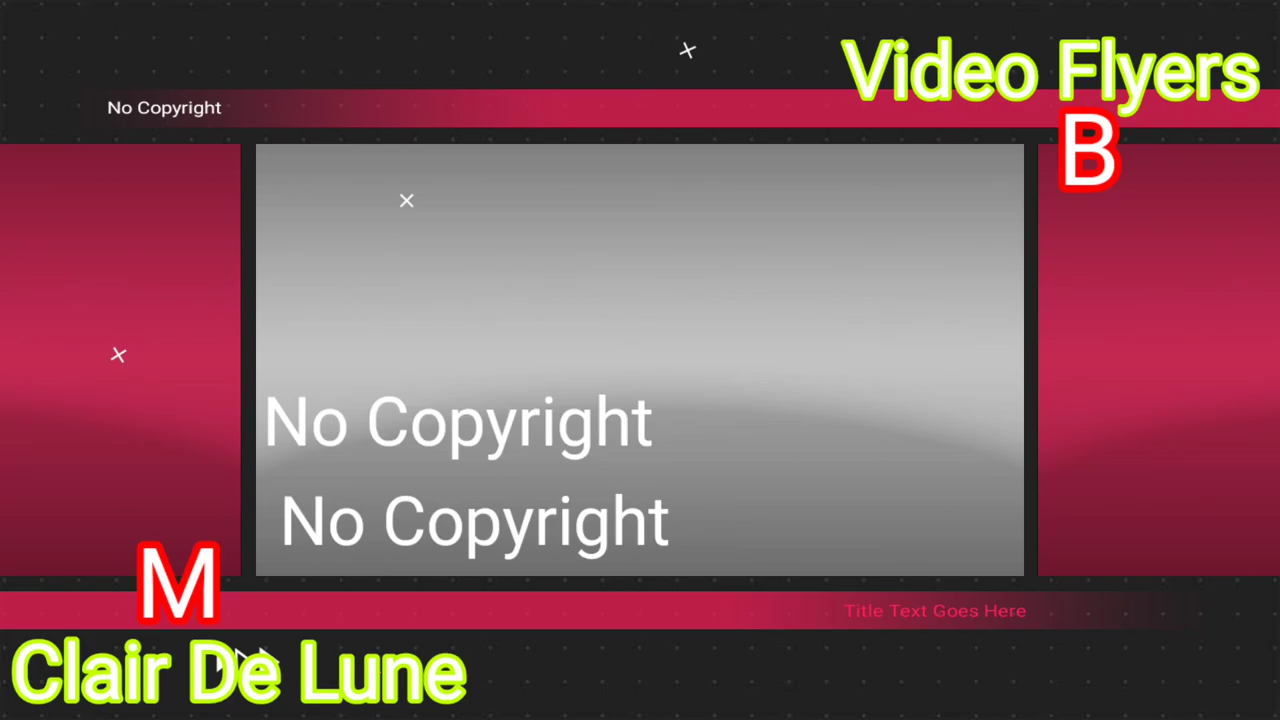 Video Flyers
No Copyright
B
No Copyright
No Copyright
M
Title Text Goes Here
Clair De Lune